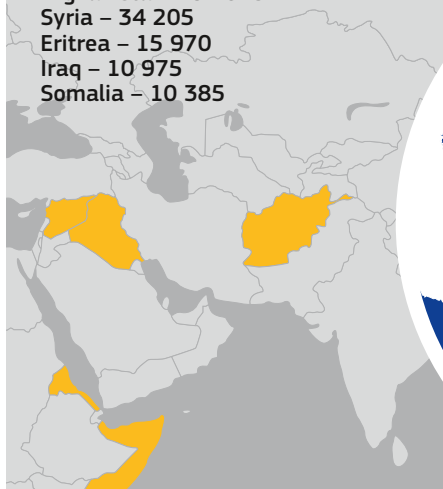 Syria – 34 205
Eritrea – 15 970
Iraq – 10 975
Somalia – 10 385